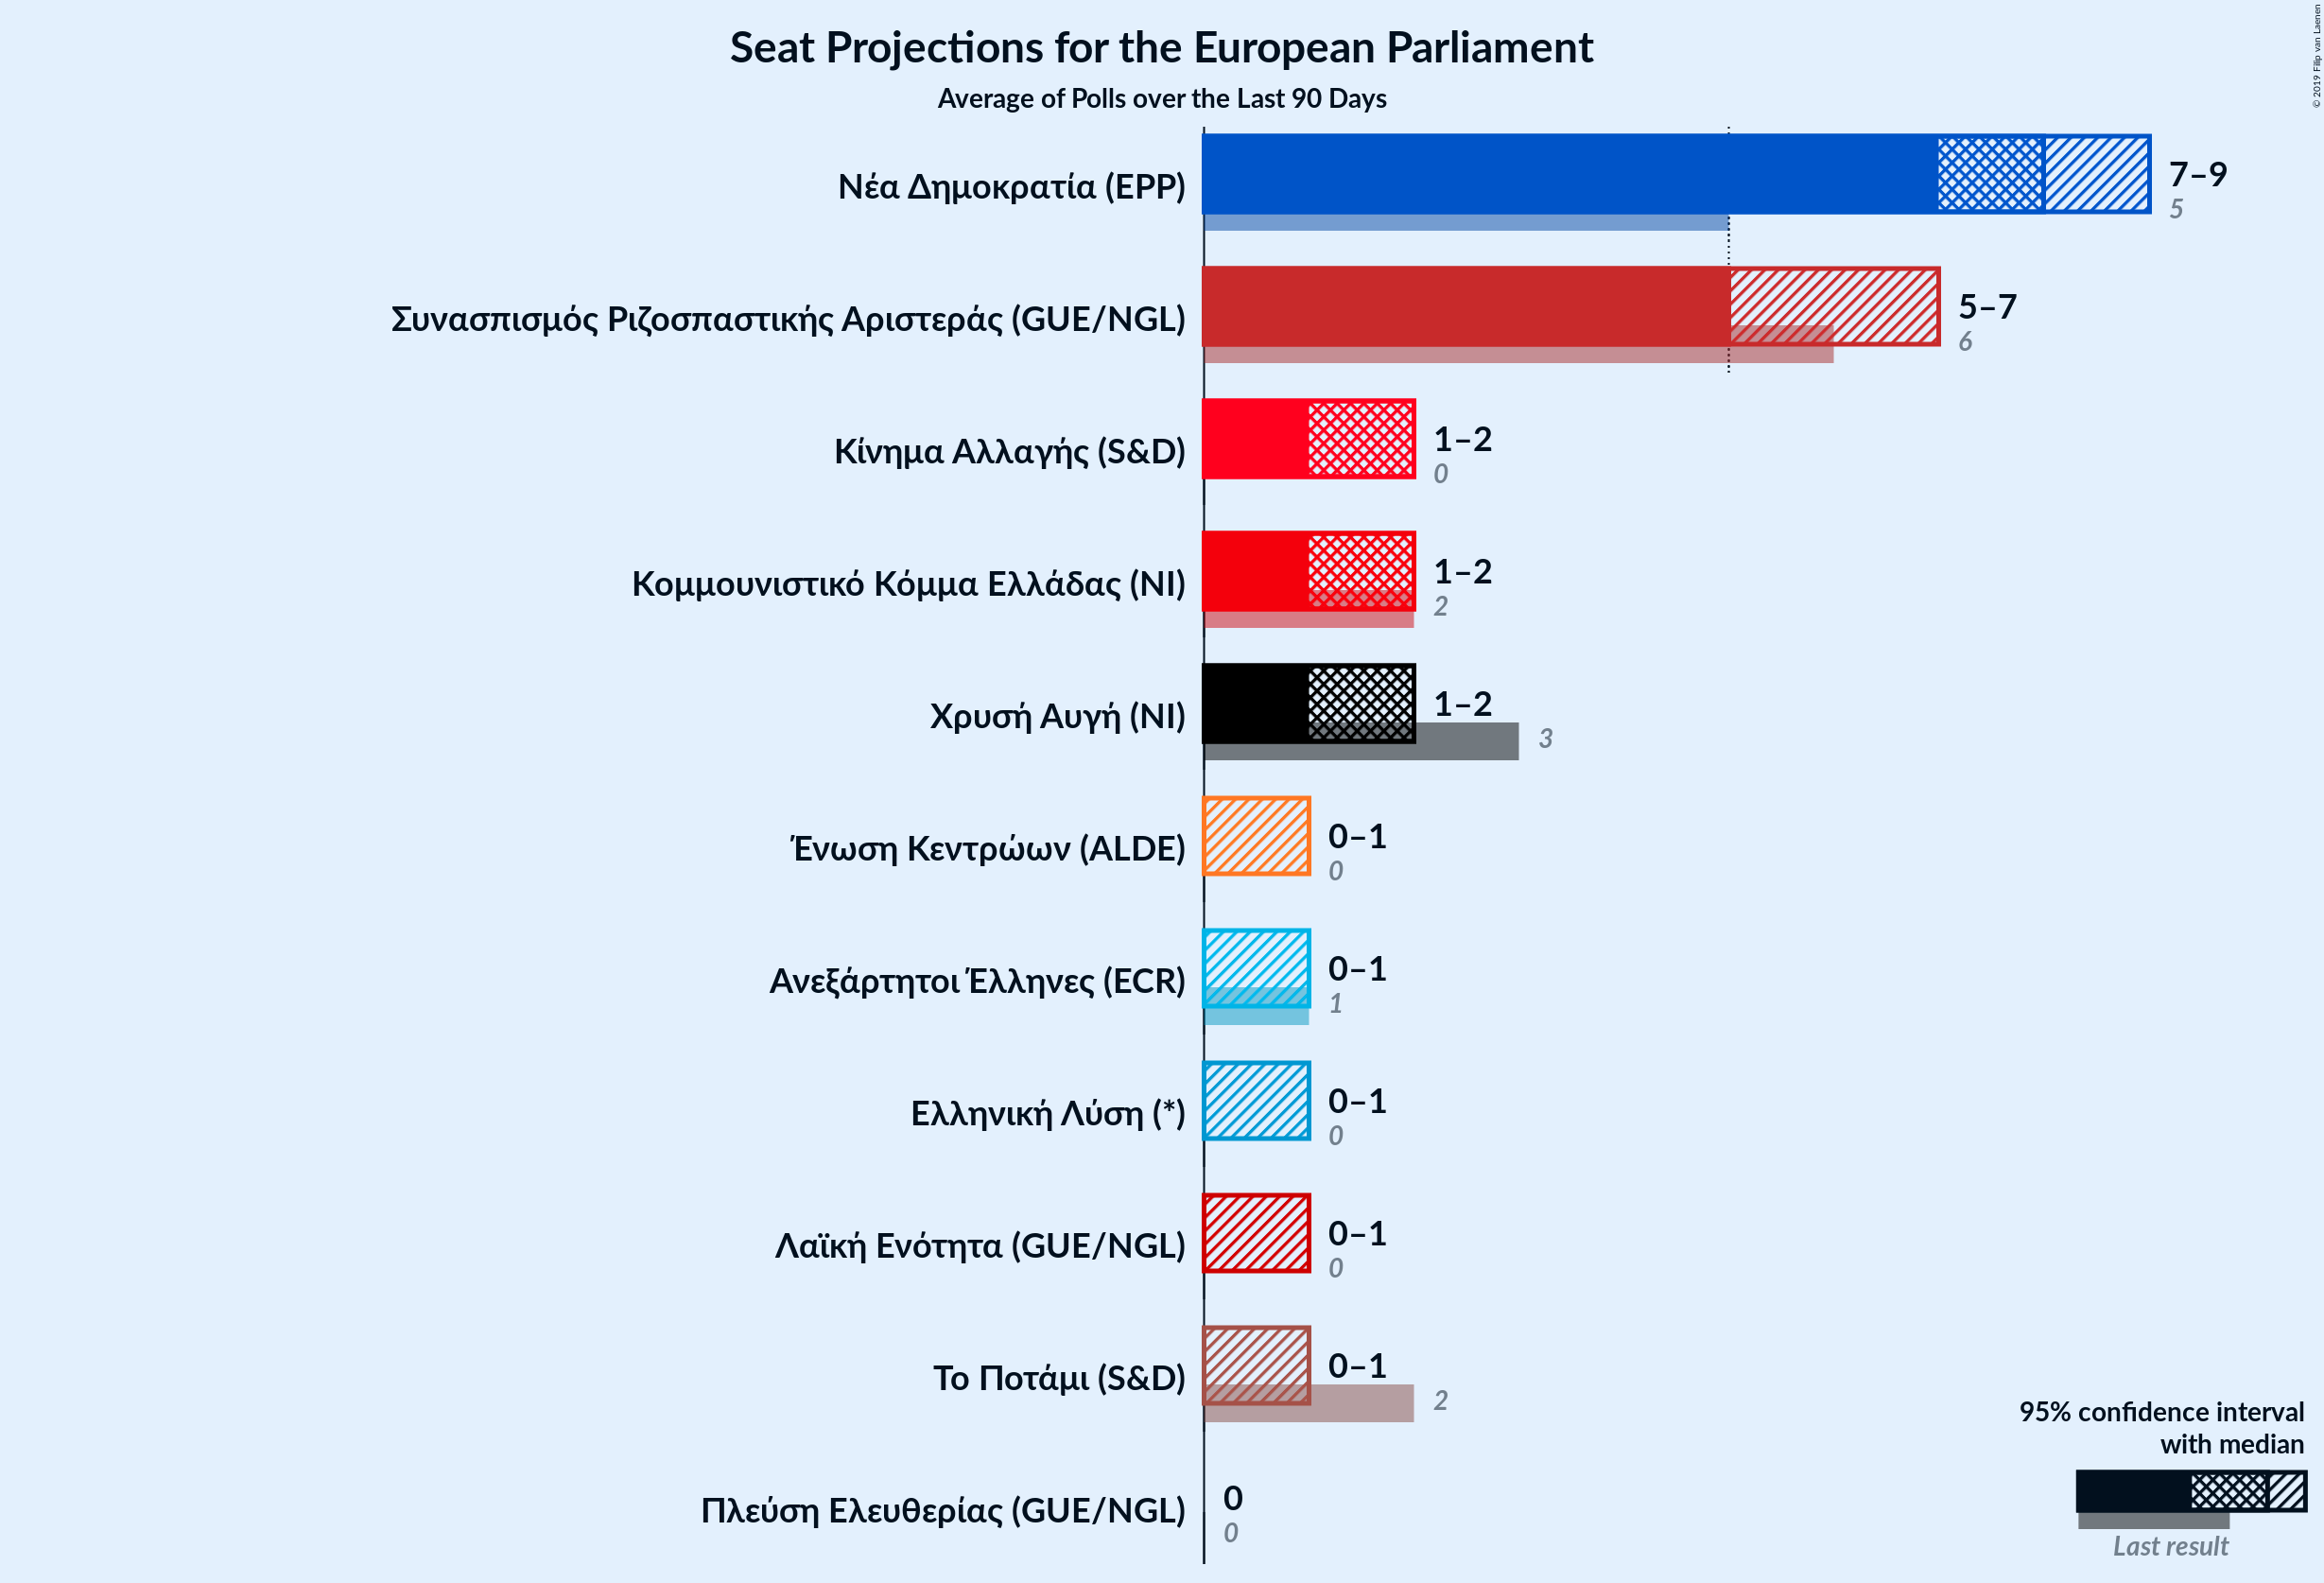 Seat Projections for the European Parliament
Average of Polls over the Last 90 Days
© 2019 Filip van Laenen
Νέα Δημοκρατία (EPP)
7–9
5
Συνασπισμός Ριζοσπαστικής Αριστεράς (GUE/NGL)
5–7
6
Κίνημα Αλλαγής (S&D)
1–2
0
Κομμουνιστικό Κόμμα Ελλάδας (NI)
1–2
2
Χρυσή Αυγή (NI)
1–2
3
Ένωση Κεντρώων (ALDE)
0–1
0
Ανεξάρτητοι Έλληνες (ECR)
0–1
1
Ελληνική Λύση (*)
0–1
0
Λαϊκή Ενότητα (GUE/NGL)
0–1
0
Το Ποτάμι (S&D)
0–1
2
Πλεύση Ελευθερίας (GUE/NGL)
0
0
95% confidence interval
with median
Last result